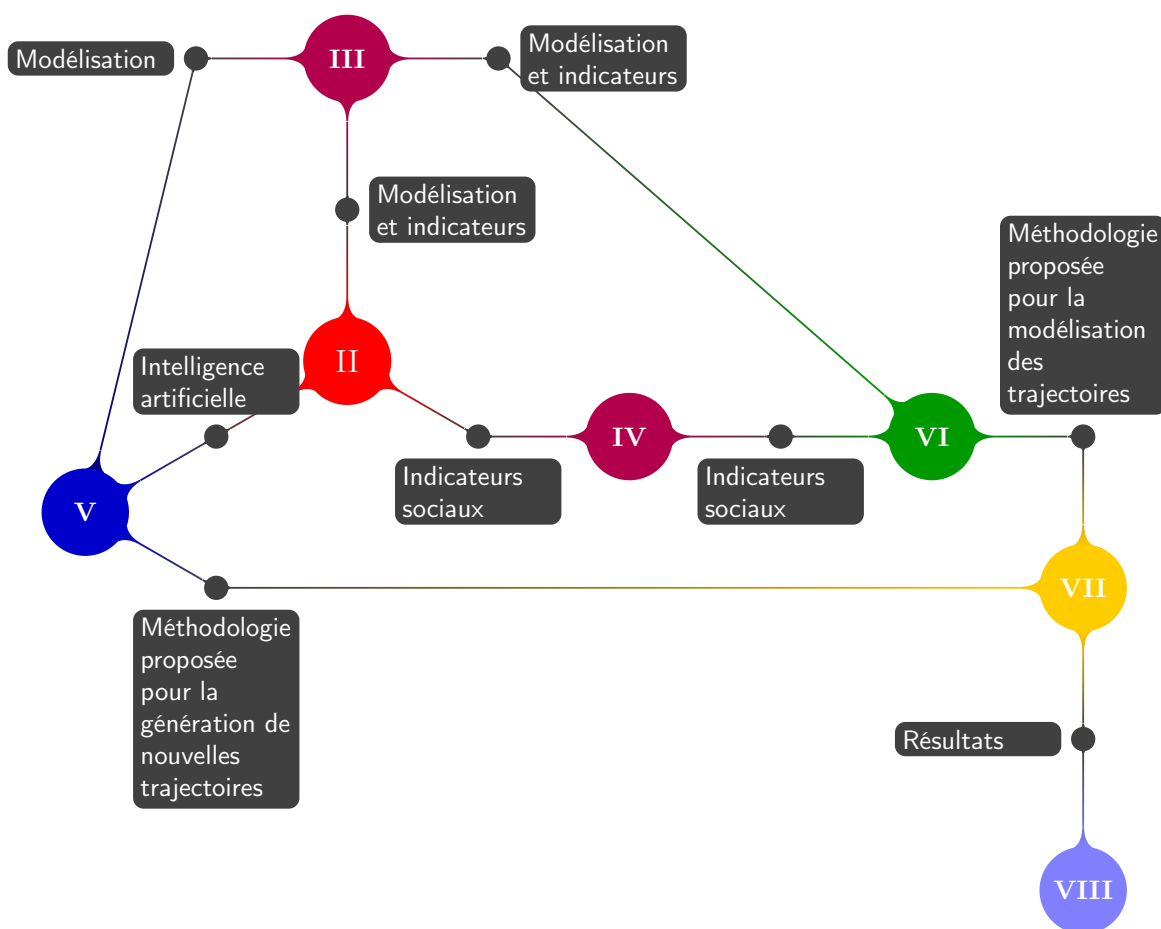 Modélisation
III
Modélisation
et indicateurs
Modélisation
et indicateurs
Méthodologie
proposée
pour la
modélisation
des
trajectoires
Intelligence
artificielle
II
IV
VI
Indicateurs
sociaux
Indicateurs
sociaux
V
VII
Méthodologie
proposée
pour la
génération de
nouvelles
trajectoires
Résultats
VIII